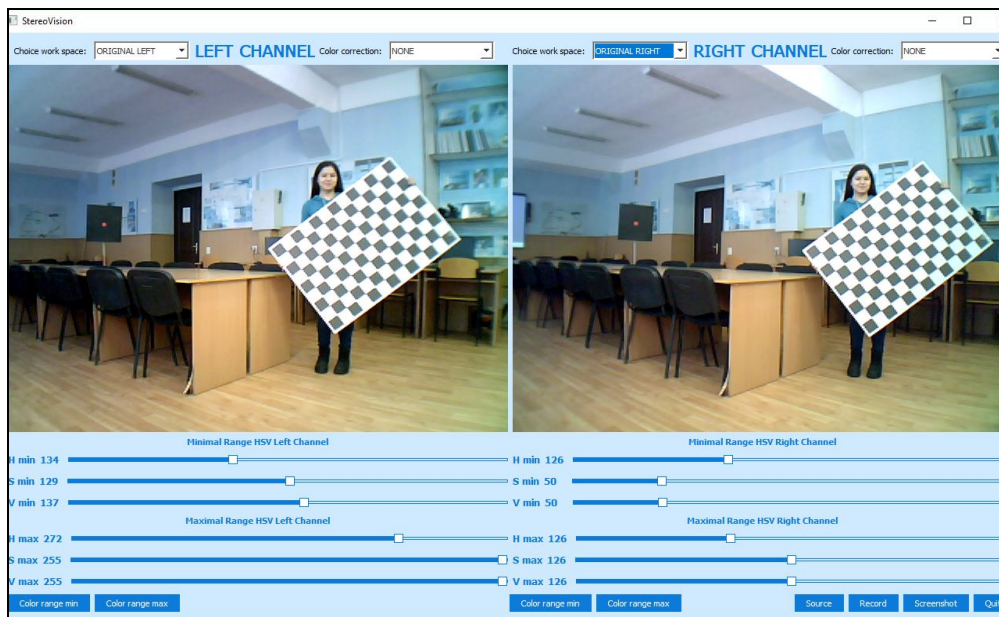 StereoVision
Choice work space: ORIGINAL LEFT LEFT CHANNEL Color correction: NONE
Choice work space: ORIGINAL RIGHT RIGHT CHANNEL Color correction: NONE
Minimal Range HSV Left Channel
H min 134
S min 129
V min 137
Maximal Range HSV Left Channel
H max 272
S max 255
V max 255
Color range min Color range max
Minimal Range HSV Right Channel
H min 126
S min 50
V min 50
Maximal Range HSV Right Channel
H max 126
S max 126
V max 126
Color range min Color range max Source Record Screenshot Quit